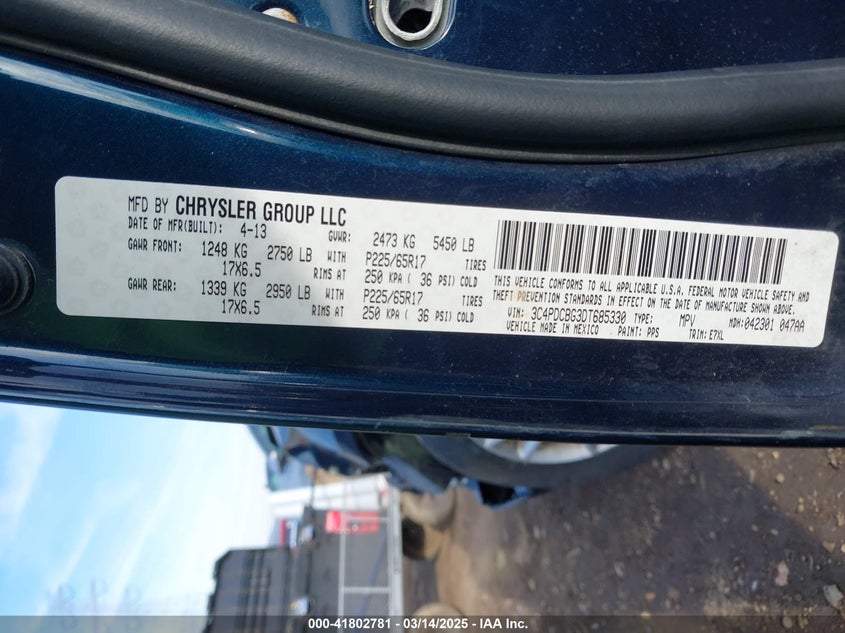 MFD BY CHRYSLER GROUP LLC
DATE OF MFR(BUILT): 4-13 GVWR: 2473 KG 5450 LB
GAWR FRONT: 1248 KG 2750 LB WITH P225/65R17 TIRES
17X6.5 RIMS AT 250 KPA ( 36 PSI) COLD
GAWR REAR: 1339 KG 2950 LB WITH P225/65R17 TIRES
17X6.5 RIMS AT 250 KPA ( 36 PSI) COLD
THIS VEHICLE CONFORMS TO ALL APPLICABLE U.S.A. FEDERAL MOTOR VEHICLE SAFETY AND
THEFT PREVENTION STANDARDS IN EFFECT ON THE DATE OF MANUFACTURE SHOWN ABOVE.
VIN: 3C4PDCBG3DT685330 TYPE: MPV MDH: 042301 047AA
VEHICLE MADE IN MEXICO PAINT: PPS TRIM: E7XL
000-41802781 - 03/14/2025 - IAA Inc.